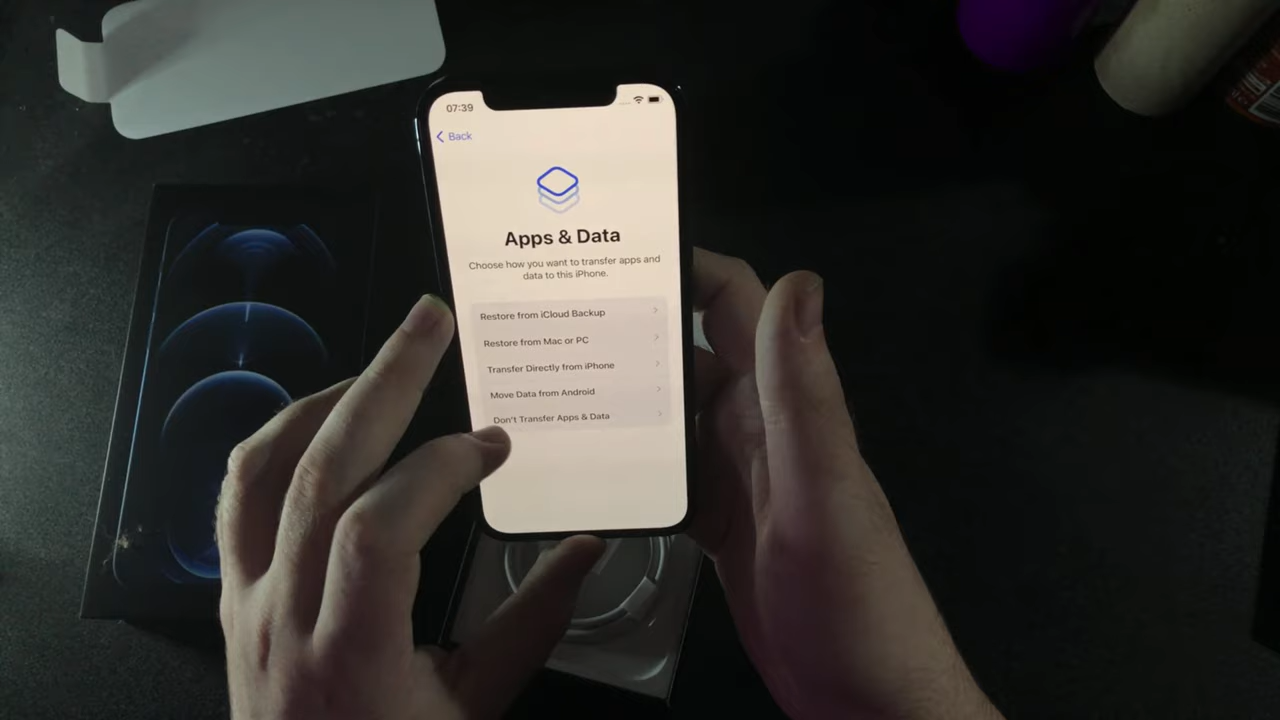 07:39
Back
Apps & Data
Choose how you want to transfer apps and
data to this iPhone.
Restore from iCloud Backup
Restore from Mac or PC
Transfer Directly from iPhone
Move Data from Android
Don't Transfer Apps & Data